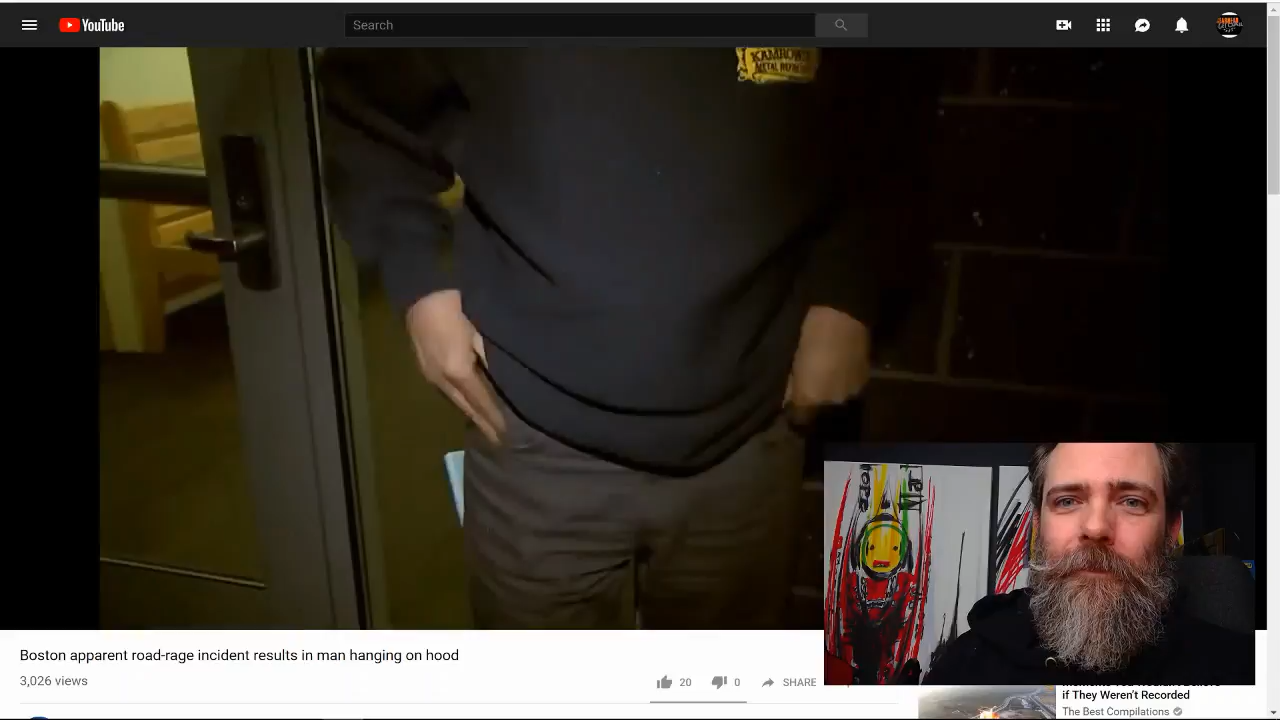 YouTube
Search
METAL
Boston apparent road-rage incident results in man hanging on hood
3,026 views
20
0
SHARE
if They Weren't Recorded
The Best Compilations